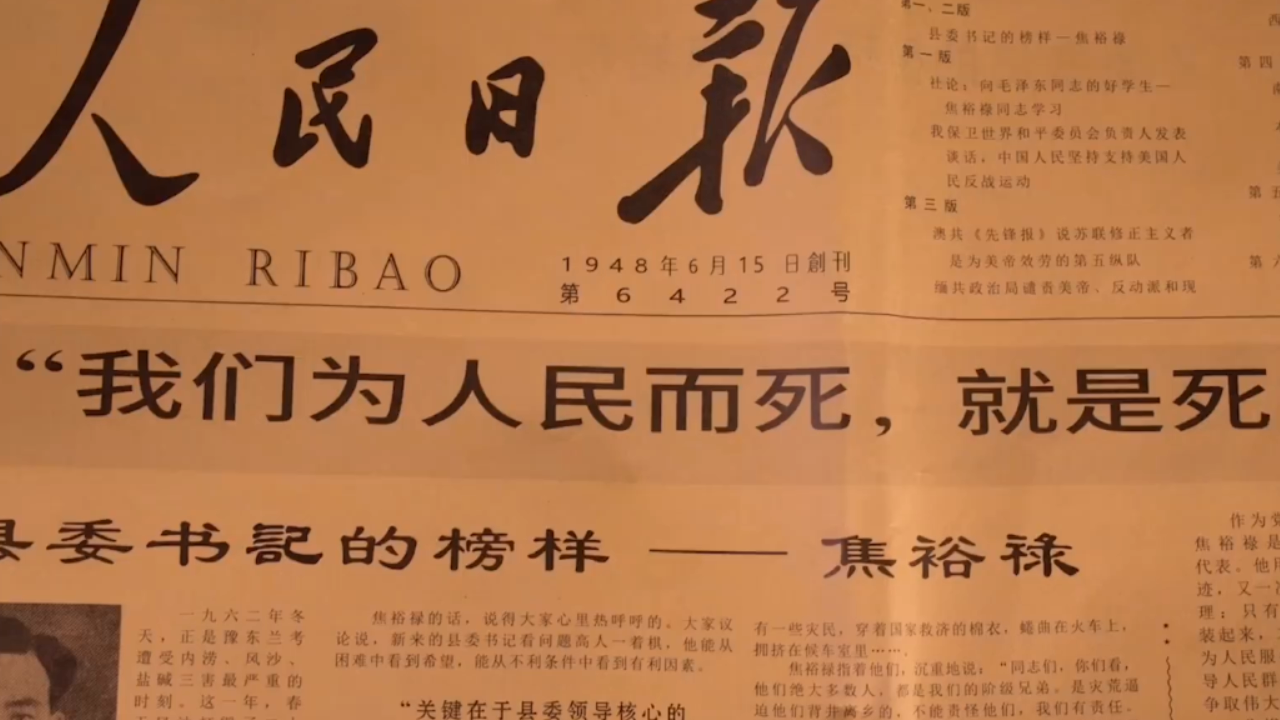 人民日報
NMIN RIBAO
1948年6月15日創刊
第6422号
第一、二版
县委书记的榜样—焦裕禄
第一版
社论：向毛泽东同志的好学生—
焦裕禄同志学习
我保卫世界和平委员会负责人发表
谈话，中国人民坚持支持美国人
民反战运动
第三版
澳共《先锋报》说苏联修正主义者
是为美帝效劳的第五纵队
缅共政治局谴责美帝、反动派和现
第四
第五
“我们为人民而死，就是死
县委书記的榜样——焦裕禄
一九六二年冬
天，正是豫东兰考
遭受内涝、风沙、
盐碱三害最严重的
时刻。这一年，春
焦裕禄的话，说得大家心里热呼呼的。大家议
论说，新来的县委书记看问题高人一着棋，他能从
困难中看到希望，能从不利条件中看到有利因素。
“关键在于县委领导核心的
有一些灾民，穿着国家救济的棉衣，蜷曲在火车上，
拥挤在候车室里……。
焦裕禄指着他们，沉重地说：“同志们，你们看，
他们绝大多数人，都是我们的阶级兄弟。是灾荒逼
迫他们背井离乡的，不能责怪他们，我们有责任。
作为党
焦裕禄是
代表。他用
迹，又一次
理：只有
装起来，
为人民服
导人民群
争取伟大